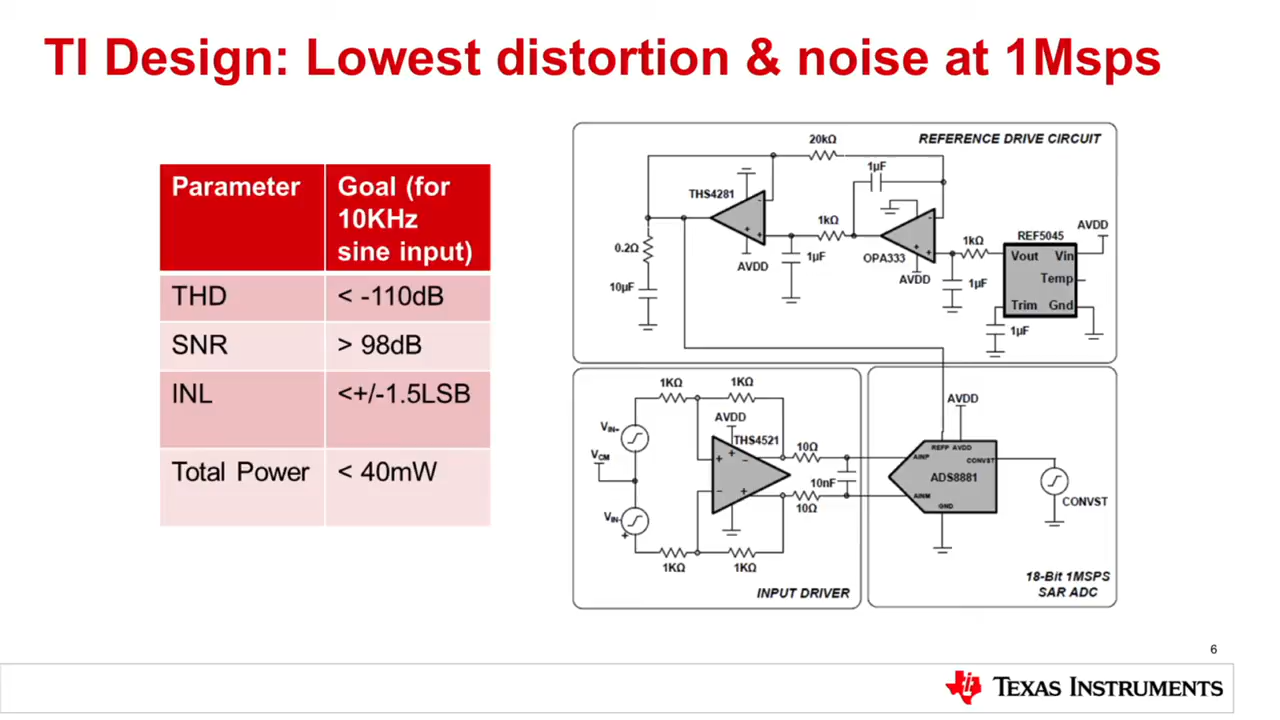 TI Design: Lowest distortion & noise at 1Msps
Parameter
Goal (for
10KHz
sine input)
THD
< -110dB
SNR
> 98dB
INL
<+/-1.5LSB
Total Power
< 40mW
REFERENCE DRIVE CIRCUIT
20kΩ
1µF
THS4281
1kΩ
AVDD
1µF
0.2Ω
10µF
OPA333
AVDD
1kΩ
1µF
REF5045
AVDD
Vout Vin
Temp
Trim Gnd
1µF
1KΩ
1KΩ
AVDD
VIN+
VCM
THS4521
10Ω
10nF
10Ω
VIN-
1KΩ
1KΩ
INPUT DRIVER
AVDD
REFP AVDD
AINP
CONVST
ADS8881
AINM
GND
CONVST
18-Bit 1MSPS
SAR ADC
6
TEXAS INSTRUMENTS